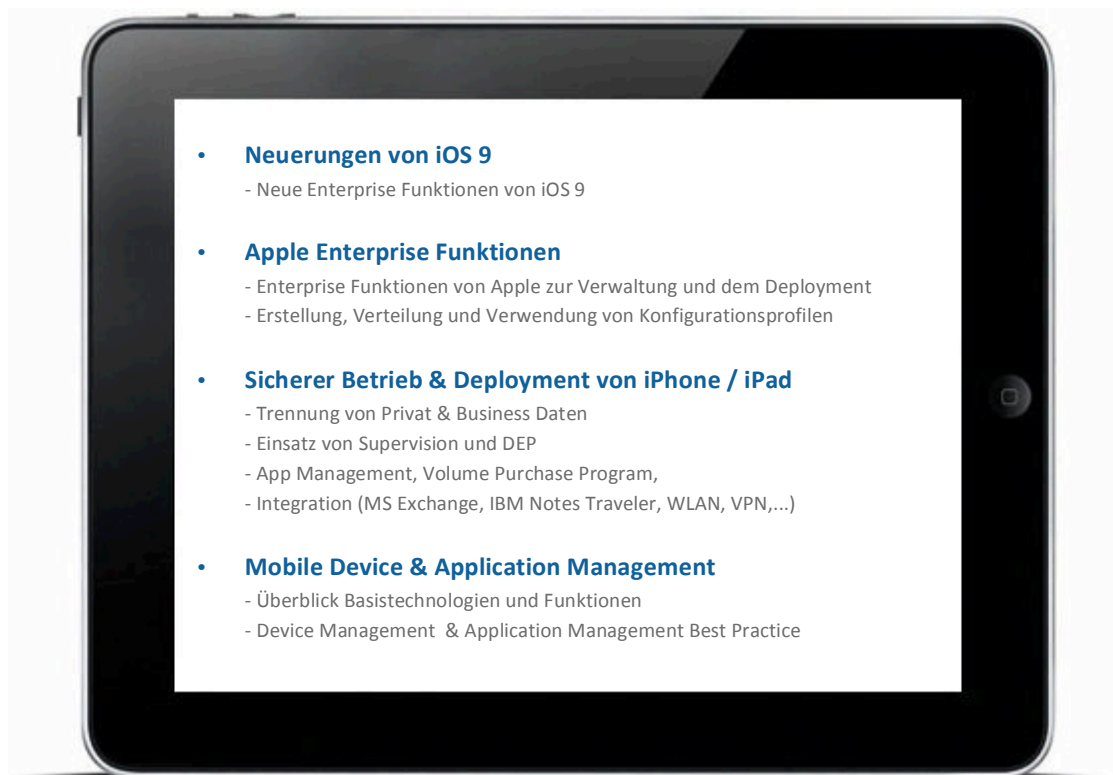 • Neuerungen von iOS 9
- Neue Enterprise Funktionen von iOS 9
• Apple Enterprise Funktionen
- Enterprise Funktionen von Apple zur Verwaltung und dem Deployment
- Erstellung, Verteilung und Verwendung von Konfigurationsprofilen
• Sicherer Betrieb & Deployment von iPhone / iPad
- Trennung von Privat & Business Daten
- Einsatz von Supervision und DEP
- App Management, Volume Purchase Program,
- Integration (MS Exchange, IBM Notes Traveler, WLAN, VPN,...)
• Mobile Device & Application Management
- Überblick Basistechnologien und Funktionen
- Device Management  & Application Management Best Practice